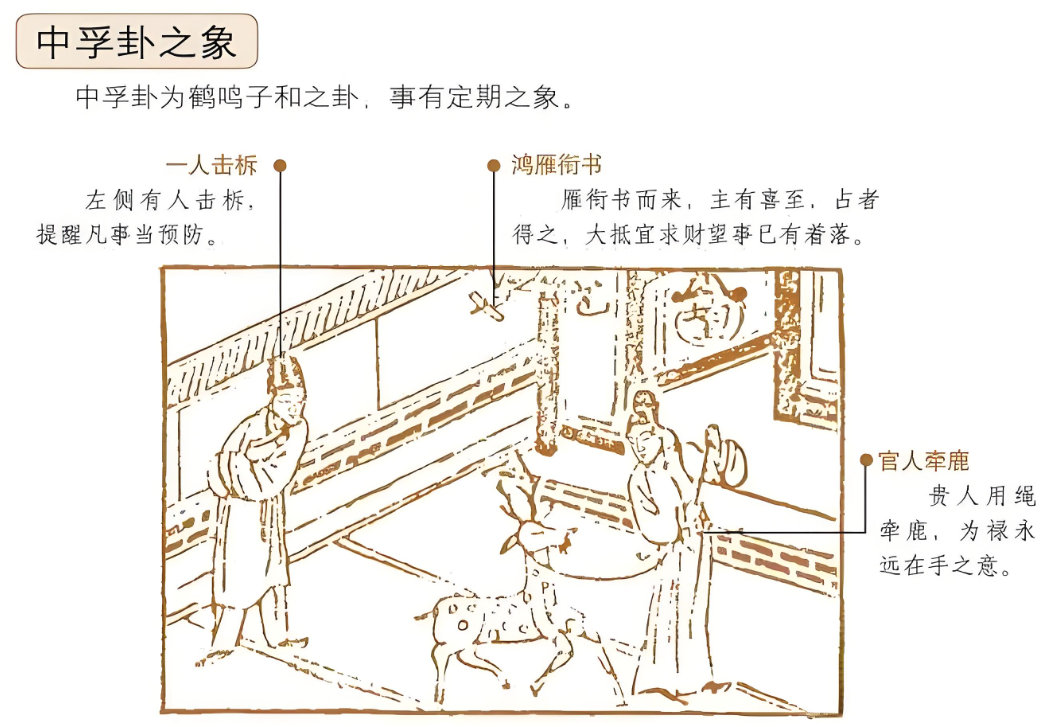 中孚卦之象
中孚卦为鹤鸣子和之卦，事有定期之象。
一人击柝
左侧有人击柝，
提醒凡事当预防。
鸿雁衔书
雁衔书而来，主有喜至，占者
得之，大抵宜求财望事已有着落。
官人牵鹿
贵人用绳
牵鹿，为禄永
远在手之意。